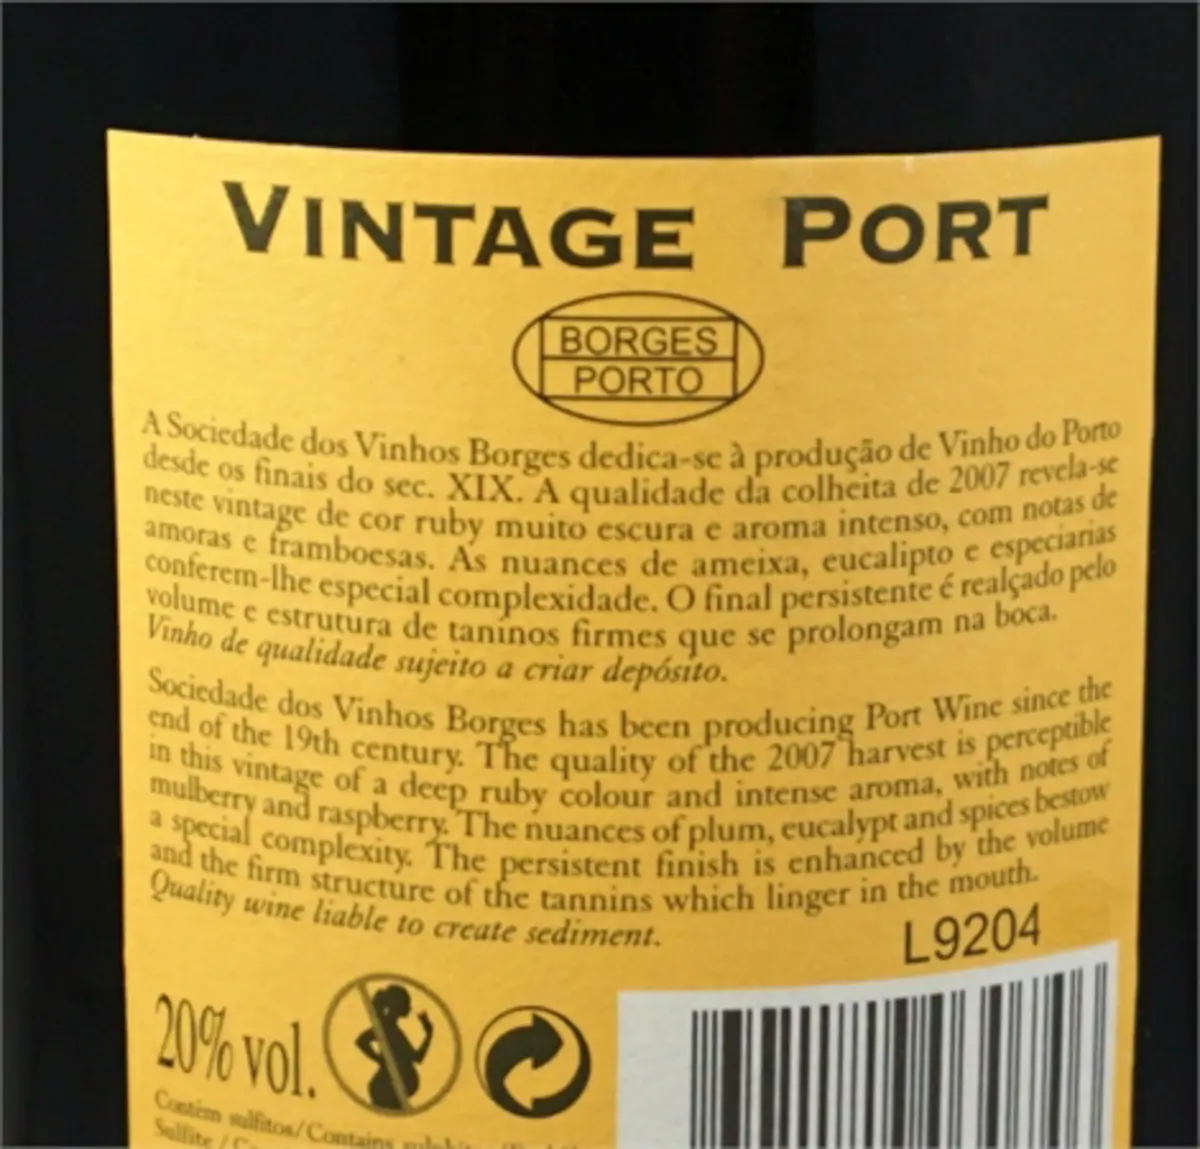 VINTAGE PORT
BORGES
PORTO
A Sociedade dos Vinhos Borges dedica-se à produção de Vinho do Porto
desde os finais do sec. XIX. A qualidade da colheita de 2007 revela-se
neste vintage de cor ruby muito escura e aroma intenso, com notas de
amoras e framboesas. As nuances de ameixa, eucalipto e especiarias
conferem-lhe especial complexidade. O final persistente é realçado pelo
volume e estrutura de taninos firmes que se prolongam na boca.
Vinho de qualidade sujeito a criar depósito.
Sociedade dos Vinhos Borges has been producing Port Wine since the
end of the 19th century. The quality of the 2007 harvest is perceptible
in this vintage of a deep ruby colour and intense aroma, with notes of
mulberry and raspberry. The nuances of plum, eucalypt and spices bestow
a special complexity. The persistent finish is enhanced by the volume
and the firm structure of the tannins which linger in the mouth.
Quality wine liable to create sediment.
L9204
20% vol.
Contém sulfitos/Contains
Sulfite /